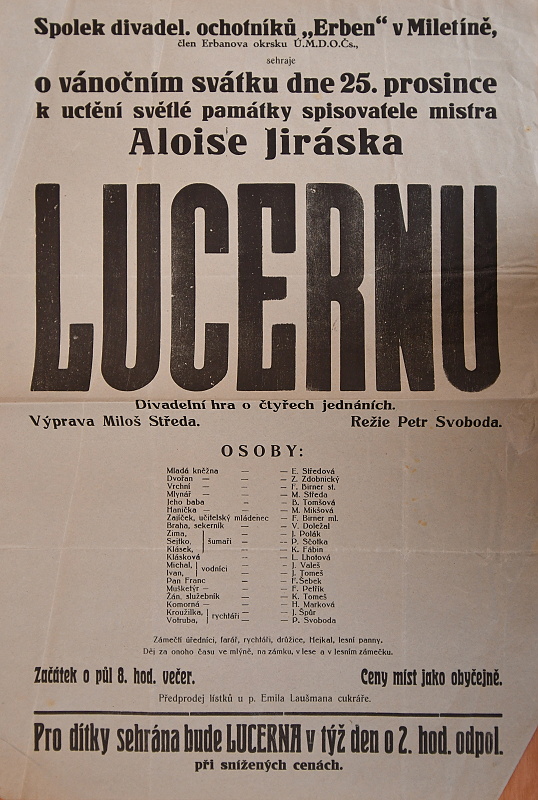 Spolek divadel. ochotníků „Erben“ v Miletíně,
člen Erbanova okrsku Ú.M.D.O.Čs.,
sehraje
o vánočním svátku dne 25. prosince
k uctění světlé památky spisovatele mistra
Aloise Jiráska
LUCERNU
Divadelní hra o čtyřech jednáních.
Výprava Miloš Středa. Režie Petr Svoboda.
OSOBY:
Mladá kněžna — — E. Středová
Dvořan — — — Z. Zdobnický
Vrchní — — — F. Birner st.
Mlynář — — — M. Středa
Jeho baba — — B. Tomšová
Hanička — — — M. Mikšová
Zajíček, učitelský mládenec — F. Birner ml.
Braha, sekerník — — V. Doležal
Zima, — — J. Polák
Sejtko, šumaři — — P. Sčotka
Klásek, — — K. Fábin
Klásková — — L. Lhotová
Michal, — — J. Valeš
Ivan, vodníci — — J. Tomeš
Pan Franc — — F. Šebek
Mušketýr — — — F. Petřík
Žán, služebník — — K. Tomeš
Komorná — — — H. Marková
Kroužilka, — J. Špůr
Votruba, rychtáři — — P. Svoboda
Zámečtí úředníci, farář, rychtáři, družice, Hejkal, lesní panny.
Děj za onoho času ve mlýně, na zámku, v lese a v lesním zámečku.
Začátek o půl 8. hod. večer. Ceny míst jako obyčejně.
Předprodej lístků u p. Emila Laušmana cukráře.
Pro dítky sehrána bude LUCERNA v týž den o 2. hod. odpol.
při snížených cenách.